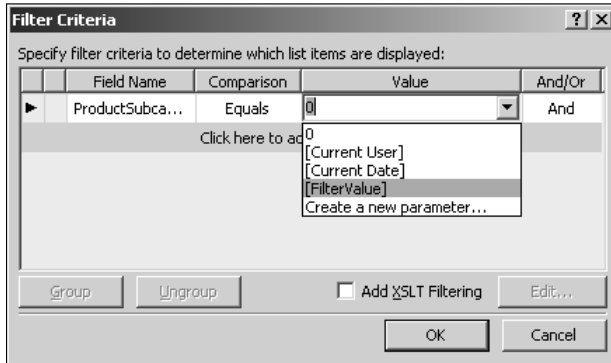 Filter Criteria
Specify filter criteria to determine which list items are displayed:
Field Name Comparison Value And/Or
ProductSubca... Equals 0 And
Click here to ad
0
[Current User]
[Current Date]
[FilterValue]
Create a new parameter...
Group Ungroup Add XSLT Filtering Edit...
OK Cancel